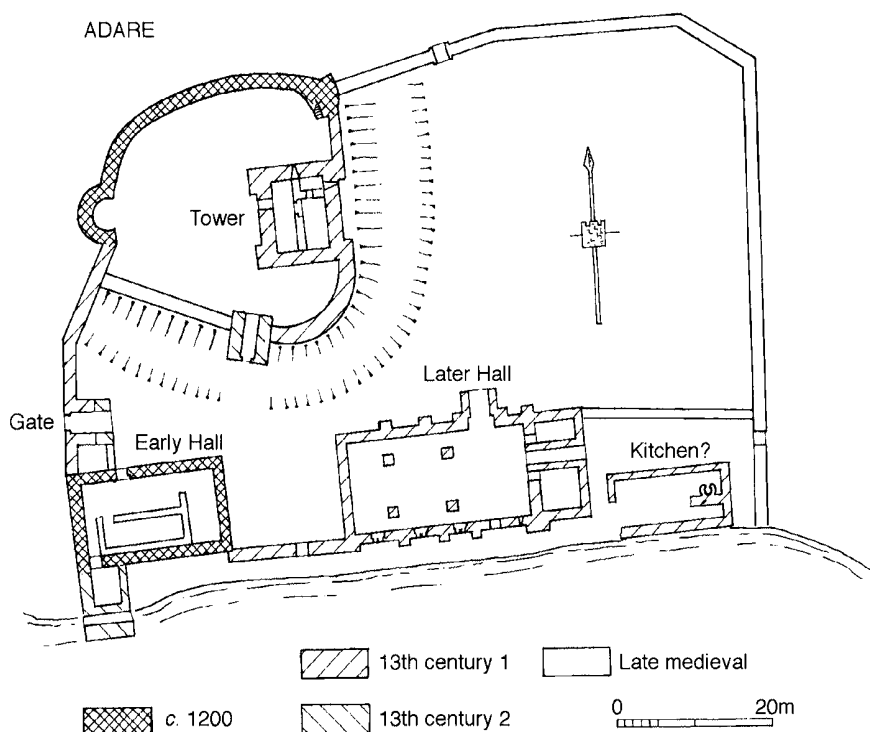 ADARE
Tower
Later Hall
Gate
Early Hall
Kitchen?
13th century 1
Late medieval
c. 1200
13th century 2
0 20m